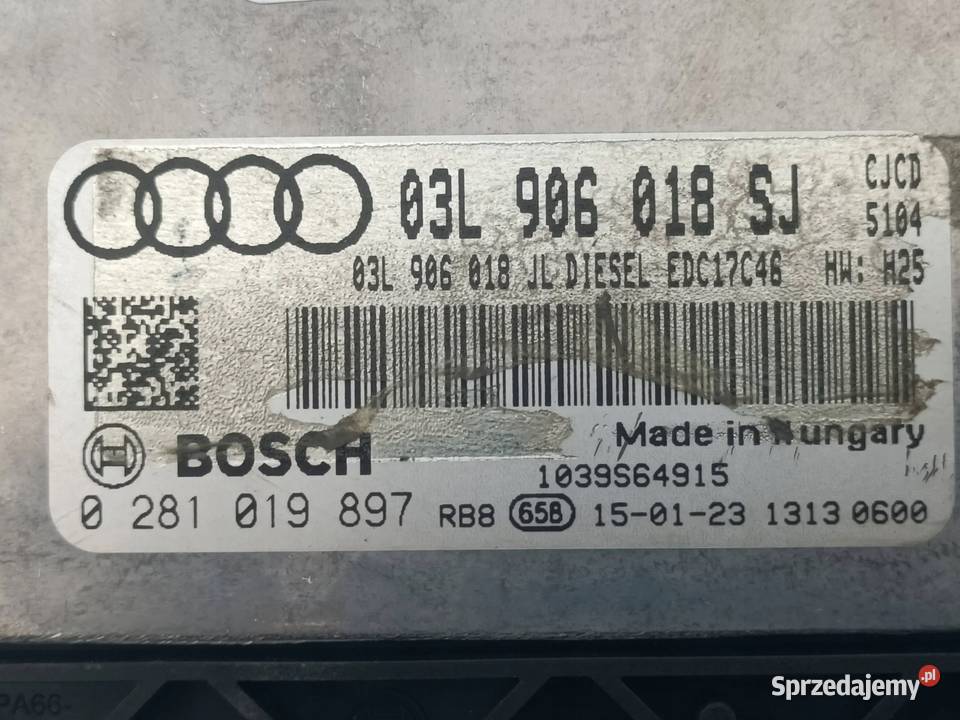 03L 906 018 SJ CJCD
5104
03L 906 018 JL DIESEL EDC17C46 HW: H25
BOSCH
Made in Hungary
1039S64915
0 281 019 897 RB8 658 15-01-23 1313 0600
PA66-
Sprzedajemy.pl